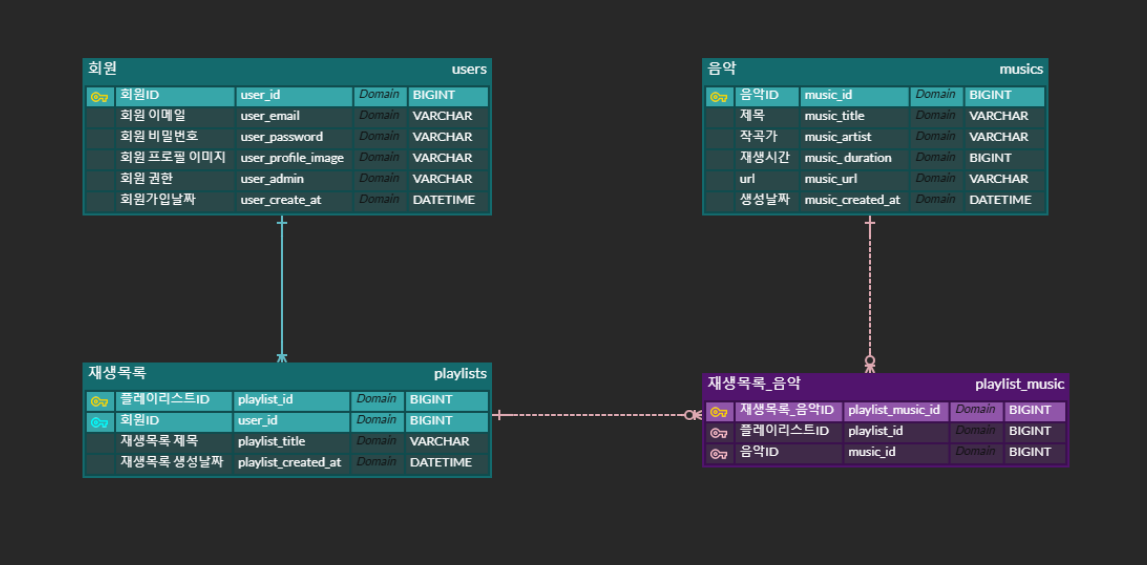 회원 users
회원ID user_id Domain BIGINT
회원 이메일 user_email Domain VARCHAR
회원 비밀번호 user_password Domain VARCHAR
회원 프로필 이미지 user_profile_image Domain VARCHAR
회원 권한 user_admin Domain VARCHAR
회원가입날짜 user_create_at Domain DATETIME
음악 musics
음악ID music_id Domain BIGINT
제목 music_title Domain VARCHAR
작곡가 music_artist Domain VARCHAR
재생시간 music_duration Domain BIGINT
url music_url Domain VARCHAR
생성날짜 music_created_at Domain DATETIME
재생목록 playlists
플레이리스트ID playlist_id Domain BIGINT
회원ID user_id Domain BIGINT
재생목록 제목 playlist_title Domain VARCHAR
재생목록 생성날짜 playlist_created_at Domain DATETIME
재생목록_음악 playlist_music
재생목록_음악ID playlist_music_id Domain BIGINT
플레이리스트ID playlist_id Domain BIGINT
음악ID music_id Domain BIGINT